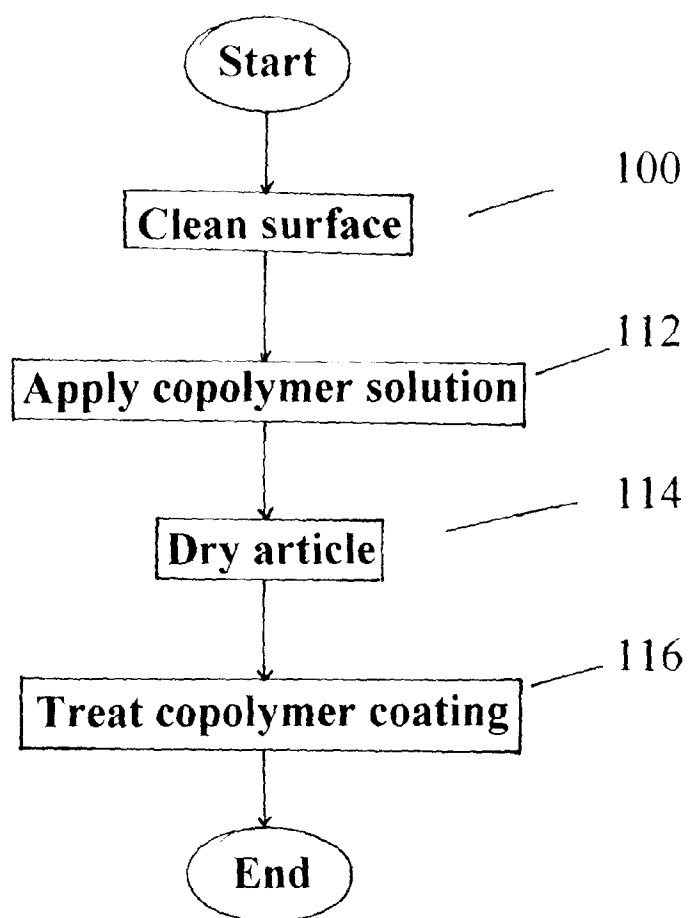 Start
100
Clean surface
112
Apply copolymer solution
114
Dry article
116
Treat copolymer coating
End